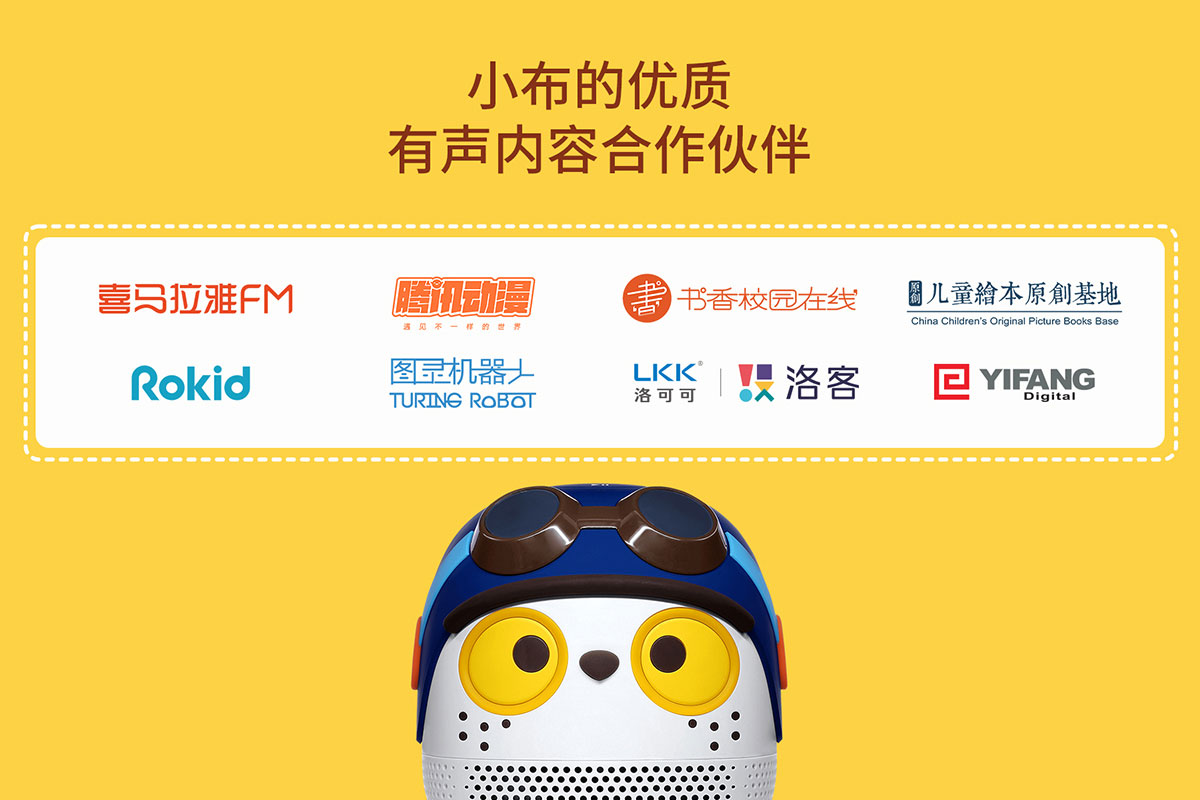 小布的优质
有声内容合作伙伴
喜马拉雅FM
腾讯动漫
遇见不一样的世界
書 书香校园在线
原創 儿童繪本原創基地
China Children's Original Picture Books Base
Rokid
图灵机器人
TURING ROBOT
LKK®
洛可可
洛客
YIFANG
Digital